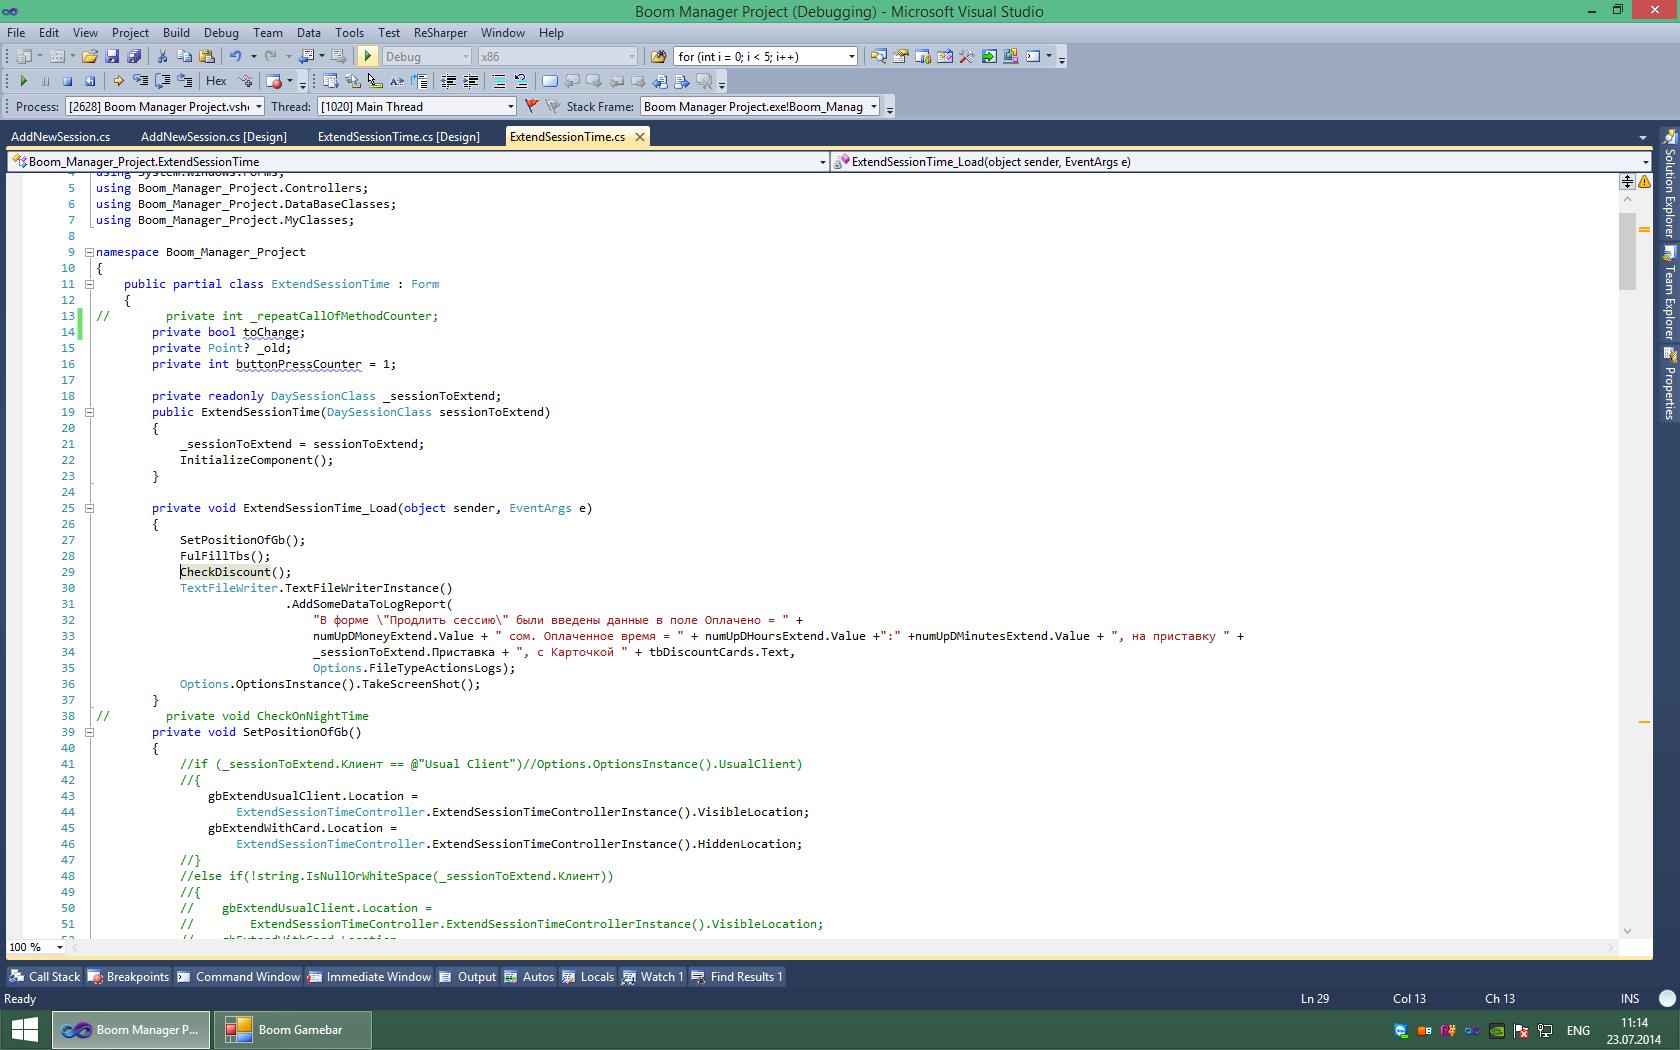 Boom Manager Project (Debugging) - Microsoft Visual Studio
File Edit View Project Build Debug Team Data Tools Test ReSharper Window Help
Debug x86 for (int i = 0; i < 5; i++)
Hex
Process: [2628] Boom Manager Project.vsh Thread: [1020] Main Thread Stack Frame: Boom Manager Project.exe!Boom_Manag
AddNewSession.cs AddNewSession.cs [Design] ExtendSessionTime.cs [Design] ExtendSessionTime.cs
Boom_Manager_Project.ExtendSessionTime ExtendSessionTime_Load(object sender, EventArgs e)
4 using System.Windows.Forms;
5 using Boom_Manager_Project.Controllers;
6 using Boom_Manager_Project.DataBaseClasses;
7 using Boom_Manager_Project.MyClasses;
8
9 namespace Boom_Manager_Project
10 {
11 public partial class ExtendSessionTime : Form
12 {
13 // private int _repeatCallOfMethodCounter;
14 private bool toChange;
15 private Point? _old;
16 private int buttonPressCounter = 1;
17
18 private readonly DaySessionClass _sessionToExtend;
19 public ExtendSessionTime(DaySessionClass sessionToExtend)
20 {
21 _sessionToExtend = sessionToExtend;
22 InitializeComponent();
23 }
24
25 private void ExtendSessionTime_Load(object sender, EventArgs e)
26 {
27 SetPositionOfGb();
28 FulFillTbs();
29 CheckDiscount();
30 TextFileWriter.TextFileWriterInstance()
31 .AddSomeDataToLogReport(
32 "В форме \"Продлить сессию\" были введены данные в поле Оплачено = " +
33 numUpDMoneyExtend.Value + " сом. Оплаченное время = " + numUpDHoursExtend.Value +":" +numUpDMinutesExtend.Value + ", на приставку " +
34 _sessionToExtend.Приставка + ", с Карточкой " + tbDiscountCards.Text,
35 Options.FileTypeActionsLogs);
36 Options.OptionsInstance().TakeScreenShot();
37 }
38 // private void CheckOnNightTime
39 private void SetPositionOfGb()
40 {
41 //if (_sessionToExtend.Клиент == @"Usual Client")//Options.OptionsInstance().UsualClient)
42 //{
43 gbExtendUsualClient.Location =
44 ExtendSessionTimeController.ExtendSessionTimeControllerInstance().VisibleLocation;
45 gbExtendWithCard.Location =
46 ExtendSessionTimeController.ExtendSessionTimeControllerInstance().HiddenLocation;
47 //}
48 //else if(!string.IsNullOrWhiteSpace(_sessionToExtend.Клиент))
49 //{
50 // gbExtendUsualClient.Location =
51 // ExtendSessionTimeController.ExtendSessionTimeControllerInstance().VisibleLocation;
Solution Explorer
Team Explorer
Properties
100 %
Call Stack Breakpoints Command Window Immediate Window Output Autos Locals Watch 1 Find Results 1
Ready Ln 29 Col 13 Ch 13 INS
Boom Manager P... Boom Gamebar ENG 11:14
23.07.2014